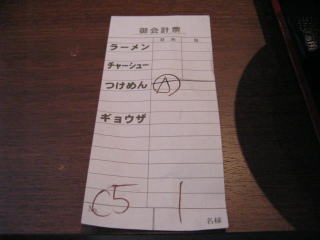 御会計票
ラーメン
チャーシュー
つけめん A
ギョウザ
C5 1
名様